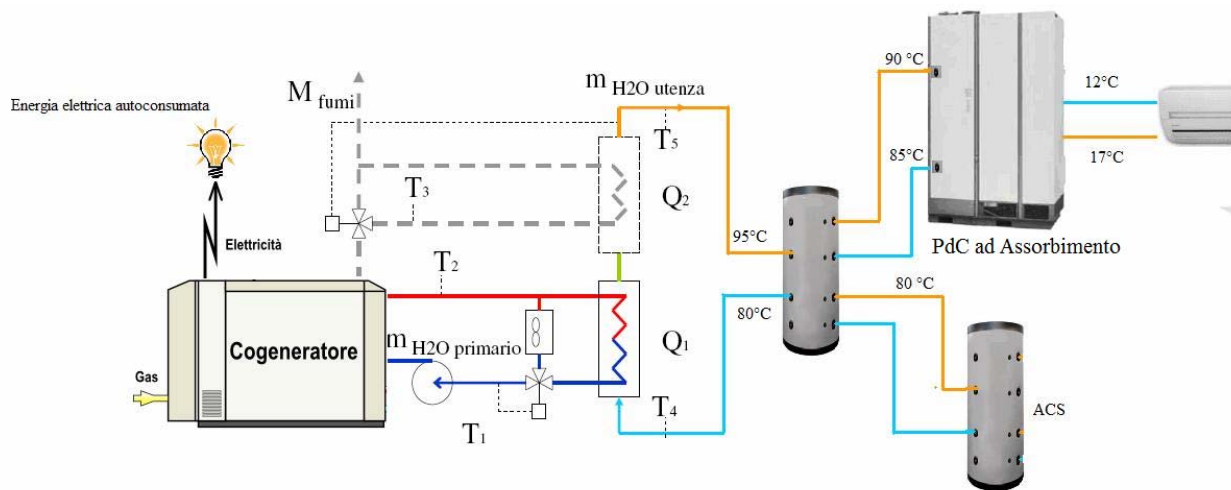 Energia elettrica autoconsumata
Elettricità
Cogeneratore
Gas
M fumi
T3
T2
m H2O primario
T1
m H2O utenza
T5
Q2
Q1
T4
95°C
80°C
90 °C
85°C
12°C
17°C
PdC ad Assorbimento
80 °C
ACS